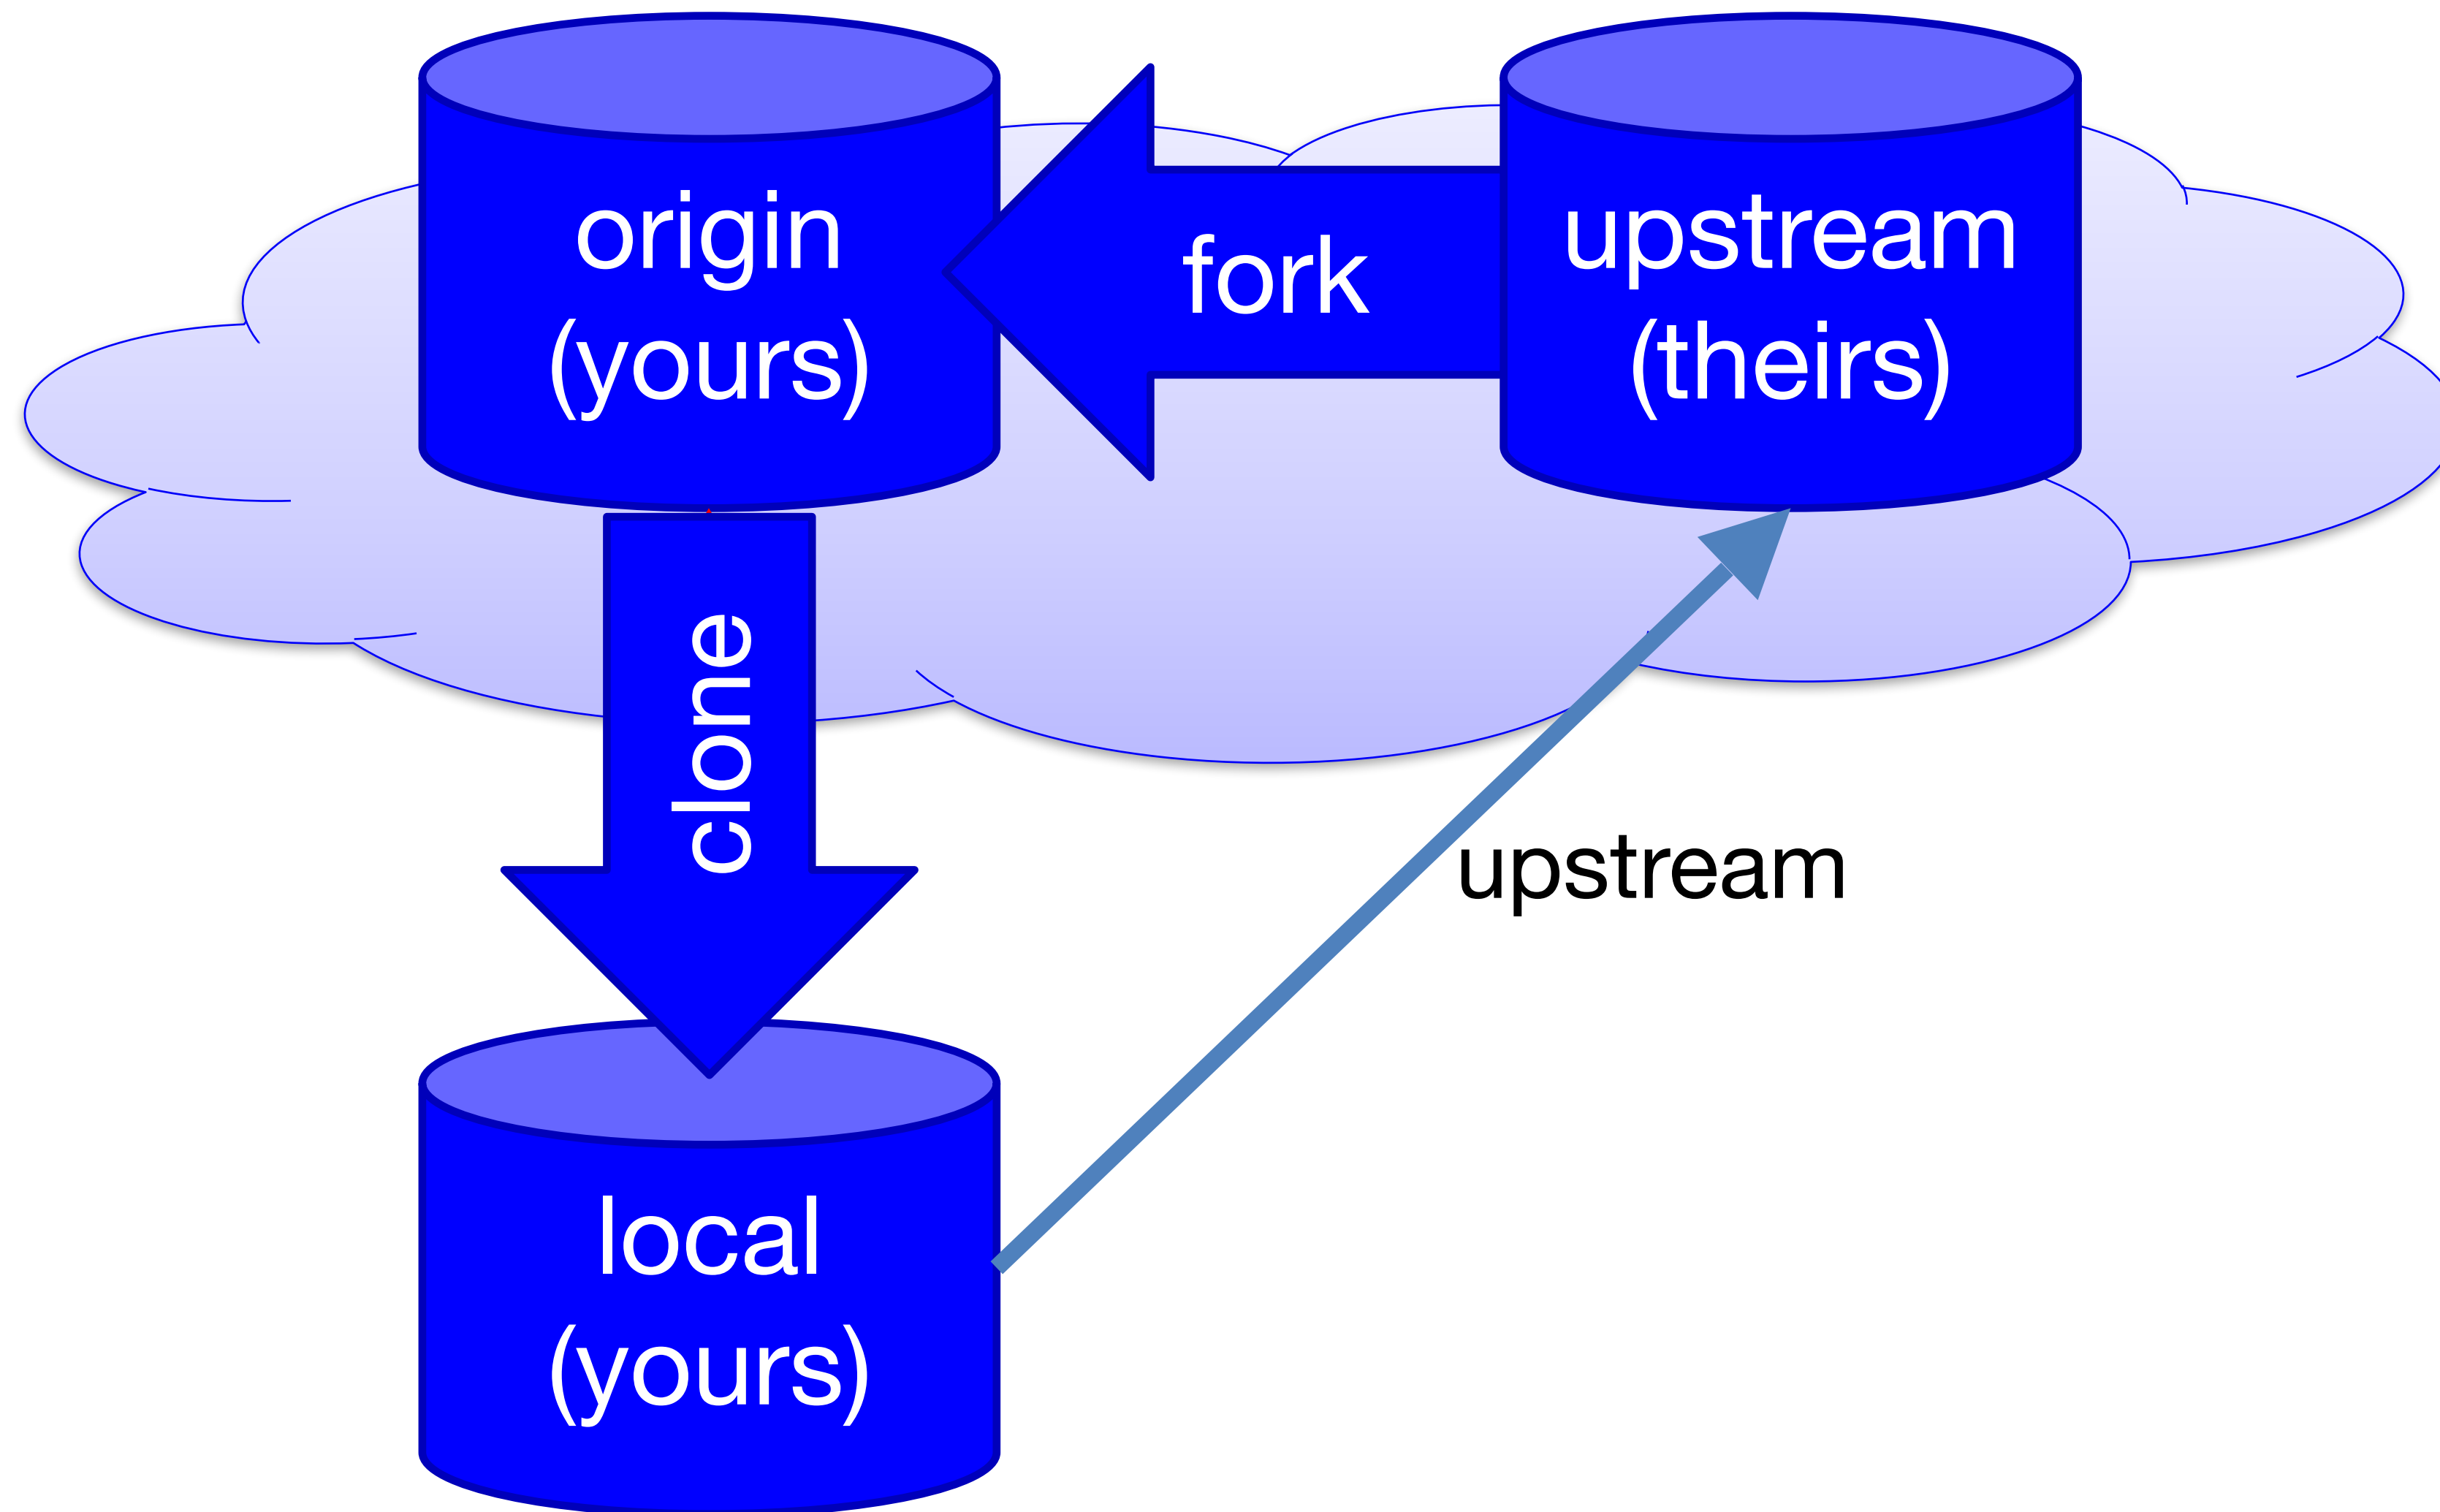 origin
(yours)
fork
upstream
(theirs)
clone
upstream
local
(yours)